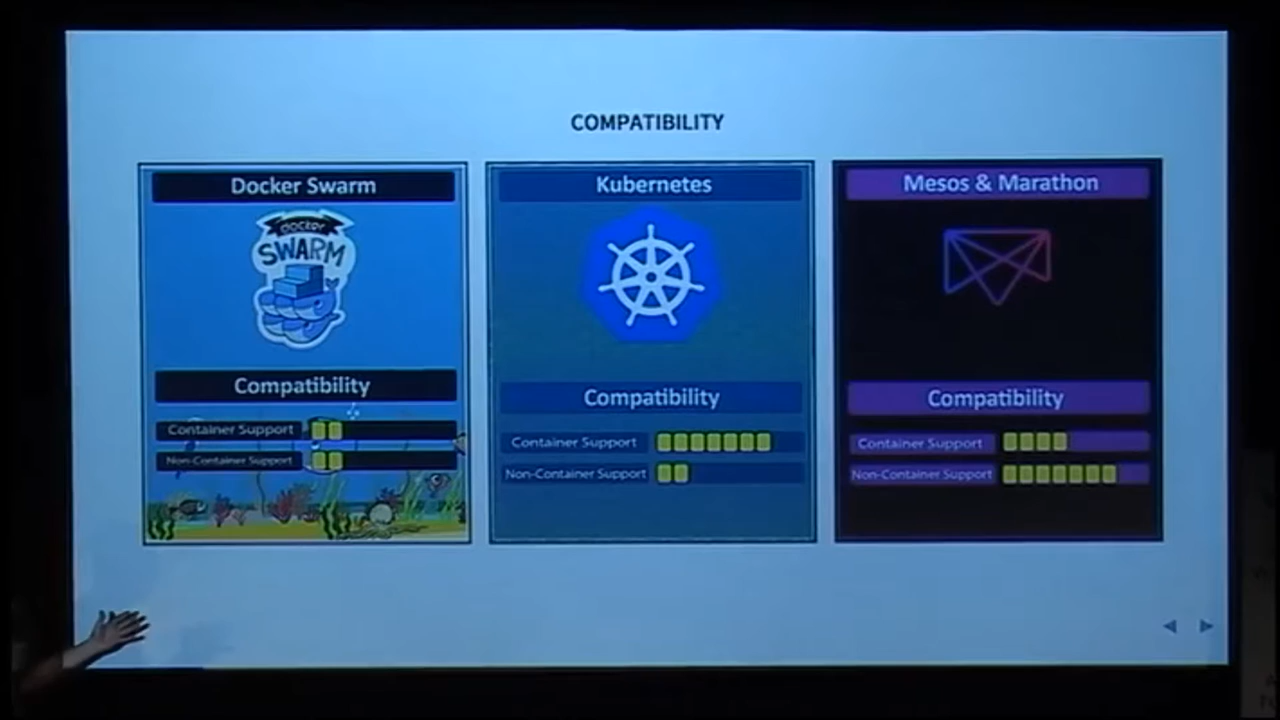 COMPATIBILITY
Docker Swarm
docker
SWARM
Compatibility
Container Support
Non-Container Support
Kubernetes
Compatibility
Container Support
Non-Container Support
Mesos & Marathon
Compatibility
Container Support
Non-Container Support